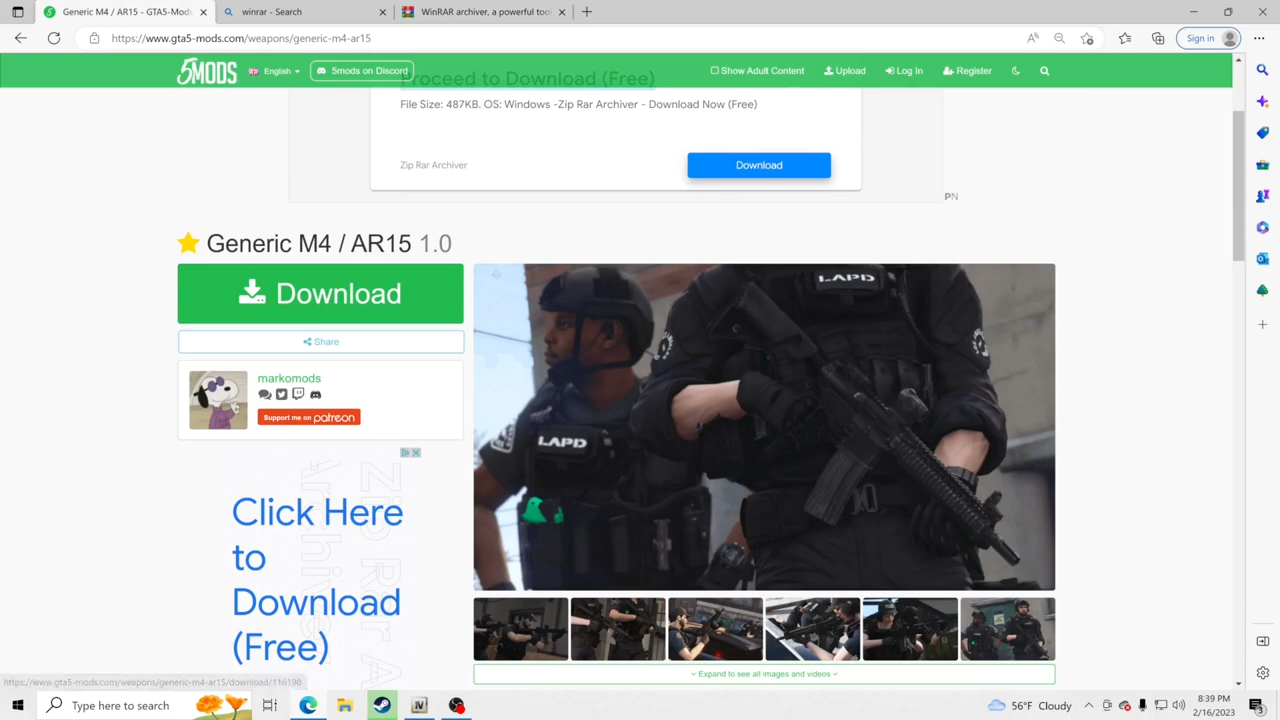 Generic M4 / AR15 - GTA5-Mods
winrar - Search
WinRAR archiver, a powerful tool
https://www.gta5-mods.com/weapons/generic-m4-ar15
Sign in
5MODS
English
5mods on Discord
Show Adult Content
Upload
Log In
Register
Proceed to Download (Free)
File Size: 487KB. OS: Windows -Zip Rar Archiver - Download Now (Free)
Zip Rar Archiver
Download
PN
Generic M4 / AR15 1.0
Download
Share
markomods
Support me on patreon
LAPD
LAPD
Click Here
to
Download
(Free)
Expand to see all images and videos
https://www.gta5-mods.com/weapons/generic-m4-ar15/download/116198
Type here to search
IV
56°F Cloudy
8:39 PM
2/16/2023
3